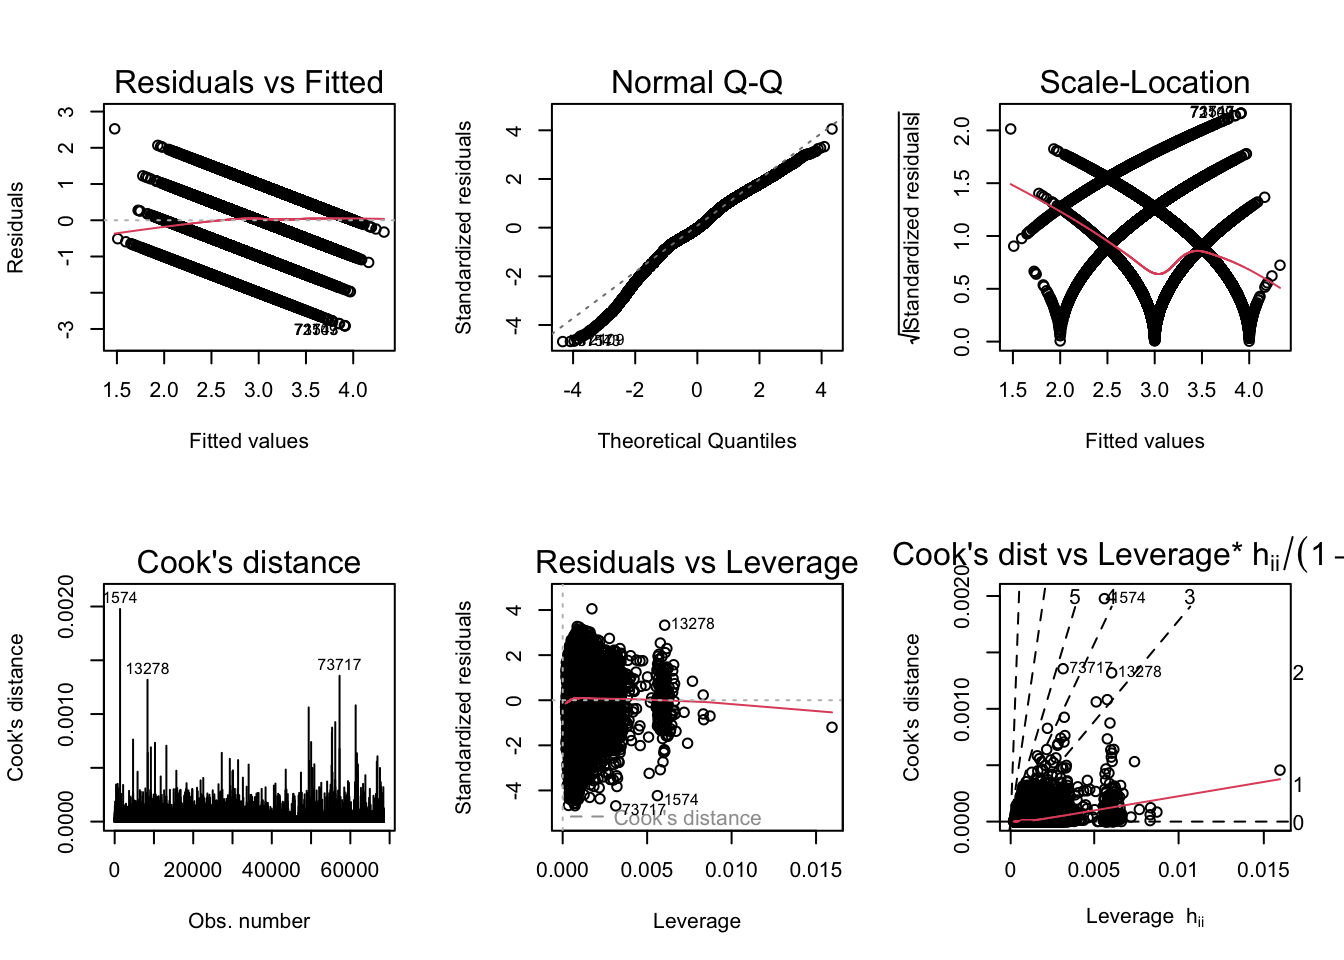 Residuals vs Fitted
Residuals
3
2
1
0
-1
-3
1.5 2.0 2.5 3.0 3.5 4.0
Fitted values
Normal Q-Q
Standardized residuals
4
2
0
-2
-4
-4 -2 0 2 4
Theoretical Quantiles
Scale-Location
√|Standardized residuals|
2.0
1.5
1.0
0.5
0.0
1.5 2.0 2.5 3.0 3.5 4.0
Fitted values
Cook's distance
Cook's distance
0.0020
0.0010
0.0000
1574
13278
73717
0 20000 40000 60000
Obs. number
Residuals vs Leverage
Standardized residuals
4
2
0
-2
-4
13278
1574
73717
Cook's distance
0.000 0.005 0.010 0.015
Leverage
Cook's dist vs Leverage* hii/(1−
Cook's distance
0.0020
0.0010
0.0000
5 4 3
1574
73717
13278
2
1
0
0 0.005 0.01 0.015
Leverage hii